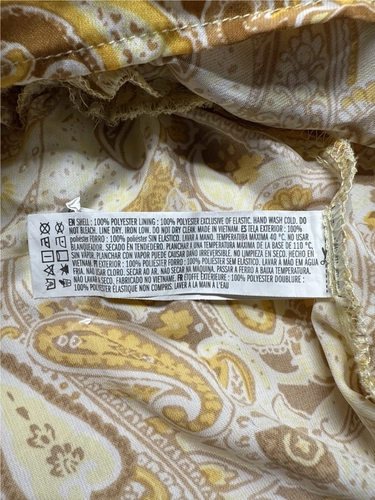 EN SHELL : 100% POLYESTER LINING : 100% POLYESTER EXCLUSIVE OF ELASTIC. HAND WASH COLD. DO
NOT BLEACH. LINE DRY. IRON LOW. DO NOT DRY CLEAN. MADE IN VIETNAM. ES TELA EXTERIOR : 100%
poliéster FORRO : 100% poliéster SIN ELASTICO. LAVAR A MANO. TEMPERATURA MÁXIMA 40 °C. NO USAR
BLANQUEADOR. SECADO EN TENDEDERO. PLANCHAR A UNA TEMPERATURA MÁXIMA DE LA BASE DE 110 °C,
SIN VAPOR. PLANCHAR CON VAPOR PUEDE CAUSAR DAÑO IRREVERSIBLE. NO LIMPIEZA EN SECO. HECHO EN
VIETNAM. PT EXTERIOR : 100% POLIÉSTER FORRO : 100% POLIÉSTER SEM ELÁSTICO. LAVAR À MÃO EM ÁGUA
FRIA. NÃO USAR CLORO. SECAR AO AR. NÃO SECAR NA MÁQUINA. PASSAR A FERRO A BAIXA TEMPERATURA.
NÃO LAVAR A SECO. FABRICADO NO VIETNAME. FR ÉTOFFE EXTÉRIEURE : 100% POLYESTER DOUBLURE :
100% POLYESTER ÉLASTIQUE NON COMPRIS. LAVER A LA MAIN A L'EAU